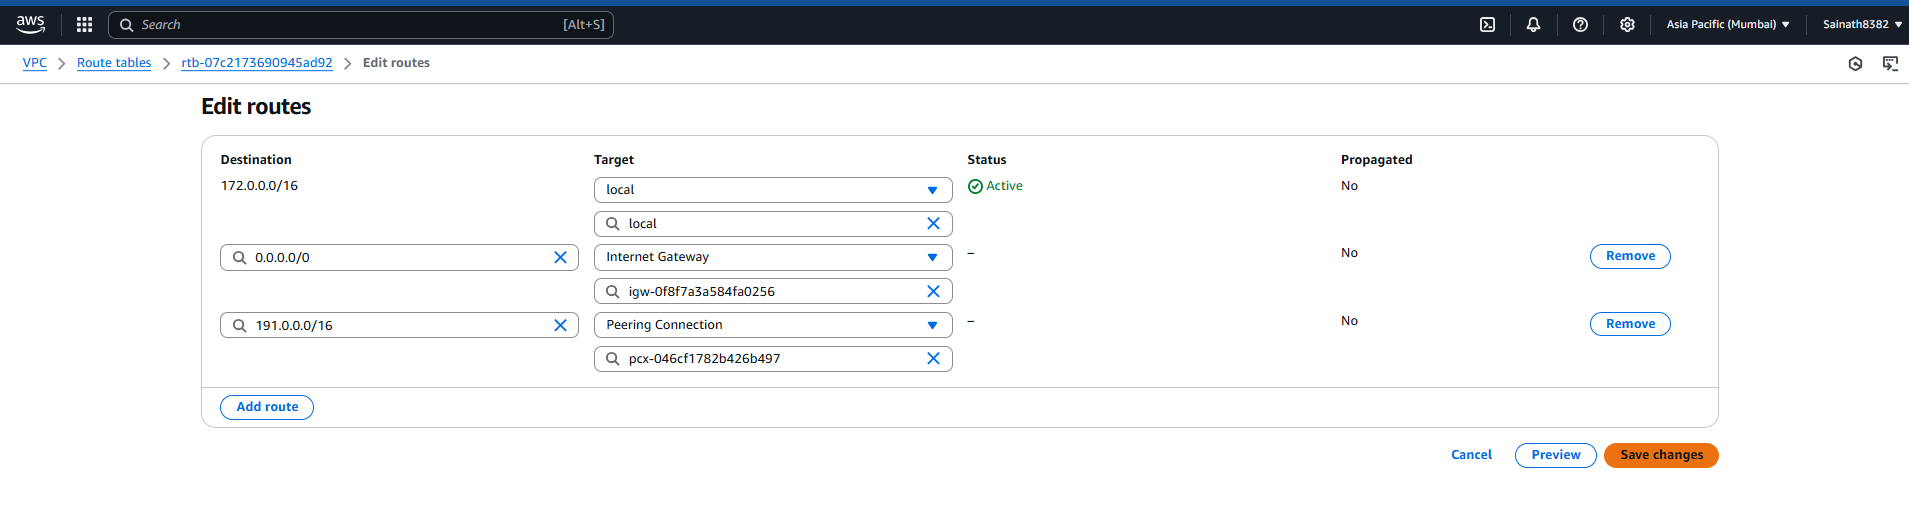 aws Search [Alt+S] Asia Pacific (Mumbai) Sainath8382
VPC Route tables rtb-07c2173690945ad92 Edit routes
Edit routes
Destination Target Status Propagated
172.0.0.0/16 local Active No
local
0.0.0.0/0 Internet Gateway – No Remove
igw-0f8f7a3a584fa0256
191.0.0.0/16 Peering Connection – No Remove
pcx-046cf1782b426b497
Add route
Cancel Preview Save changes